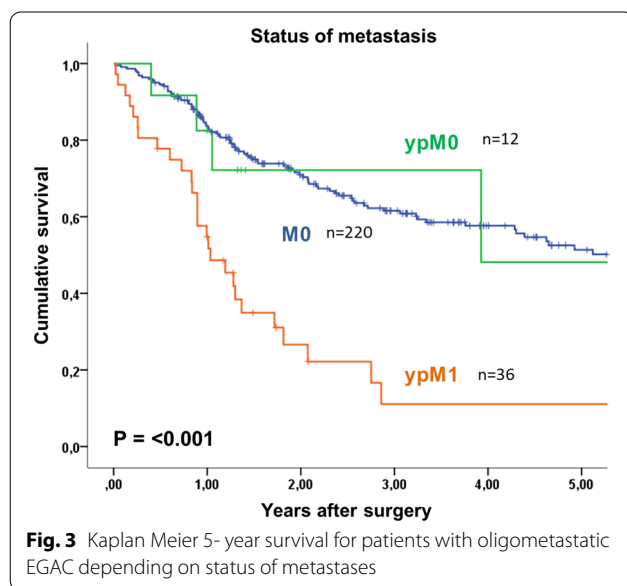 Status of metastasis
1,0
0,8
0,6
0,4
0,2
0,0
Cumulative survival
ypM0 n=12
M0 n=220
ypM1 n=36
P = <0.001
,00 1,00 2,00 3,00 4,00 5,00
Years after surgery
Fig. 3 Kaplan Meier 5- year survival for patients with oligometastatic
EGAC depending on status of metastases